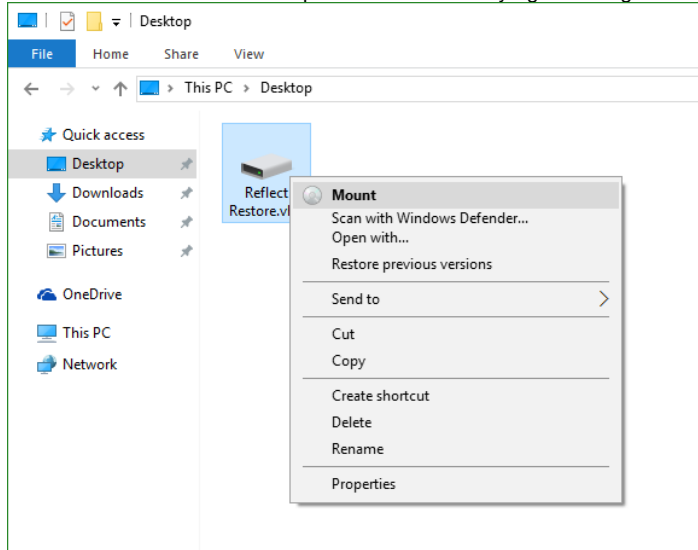 Desktop
File Home Share View
This PC > Desktop
Quick access
Desktop
Downloads
Documents
Pictures
OneDrive
This PC
Network
Reflect
Mount
Scan with Windows Defender...
Open with...
Restore previous versions
Send to
Cut
Copy
Create shortcut
Delete
Rename
Properties